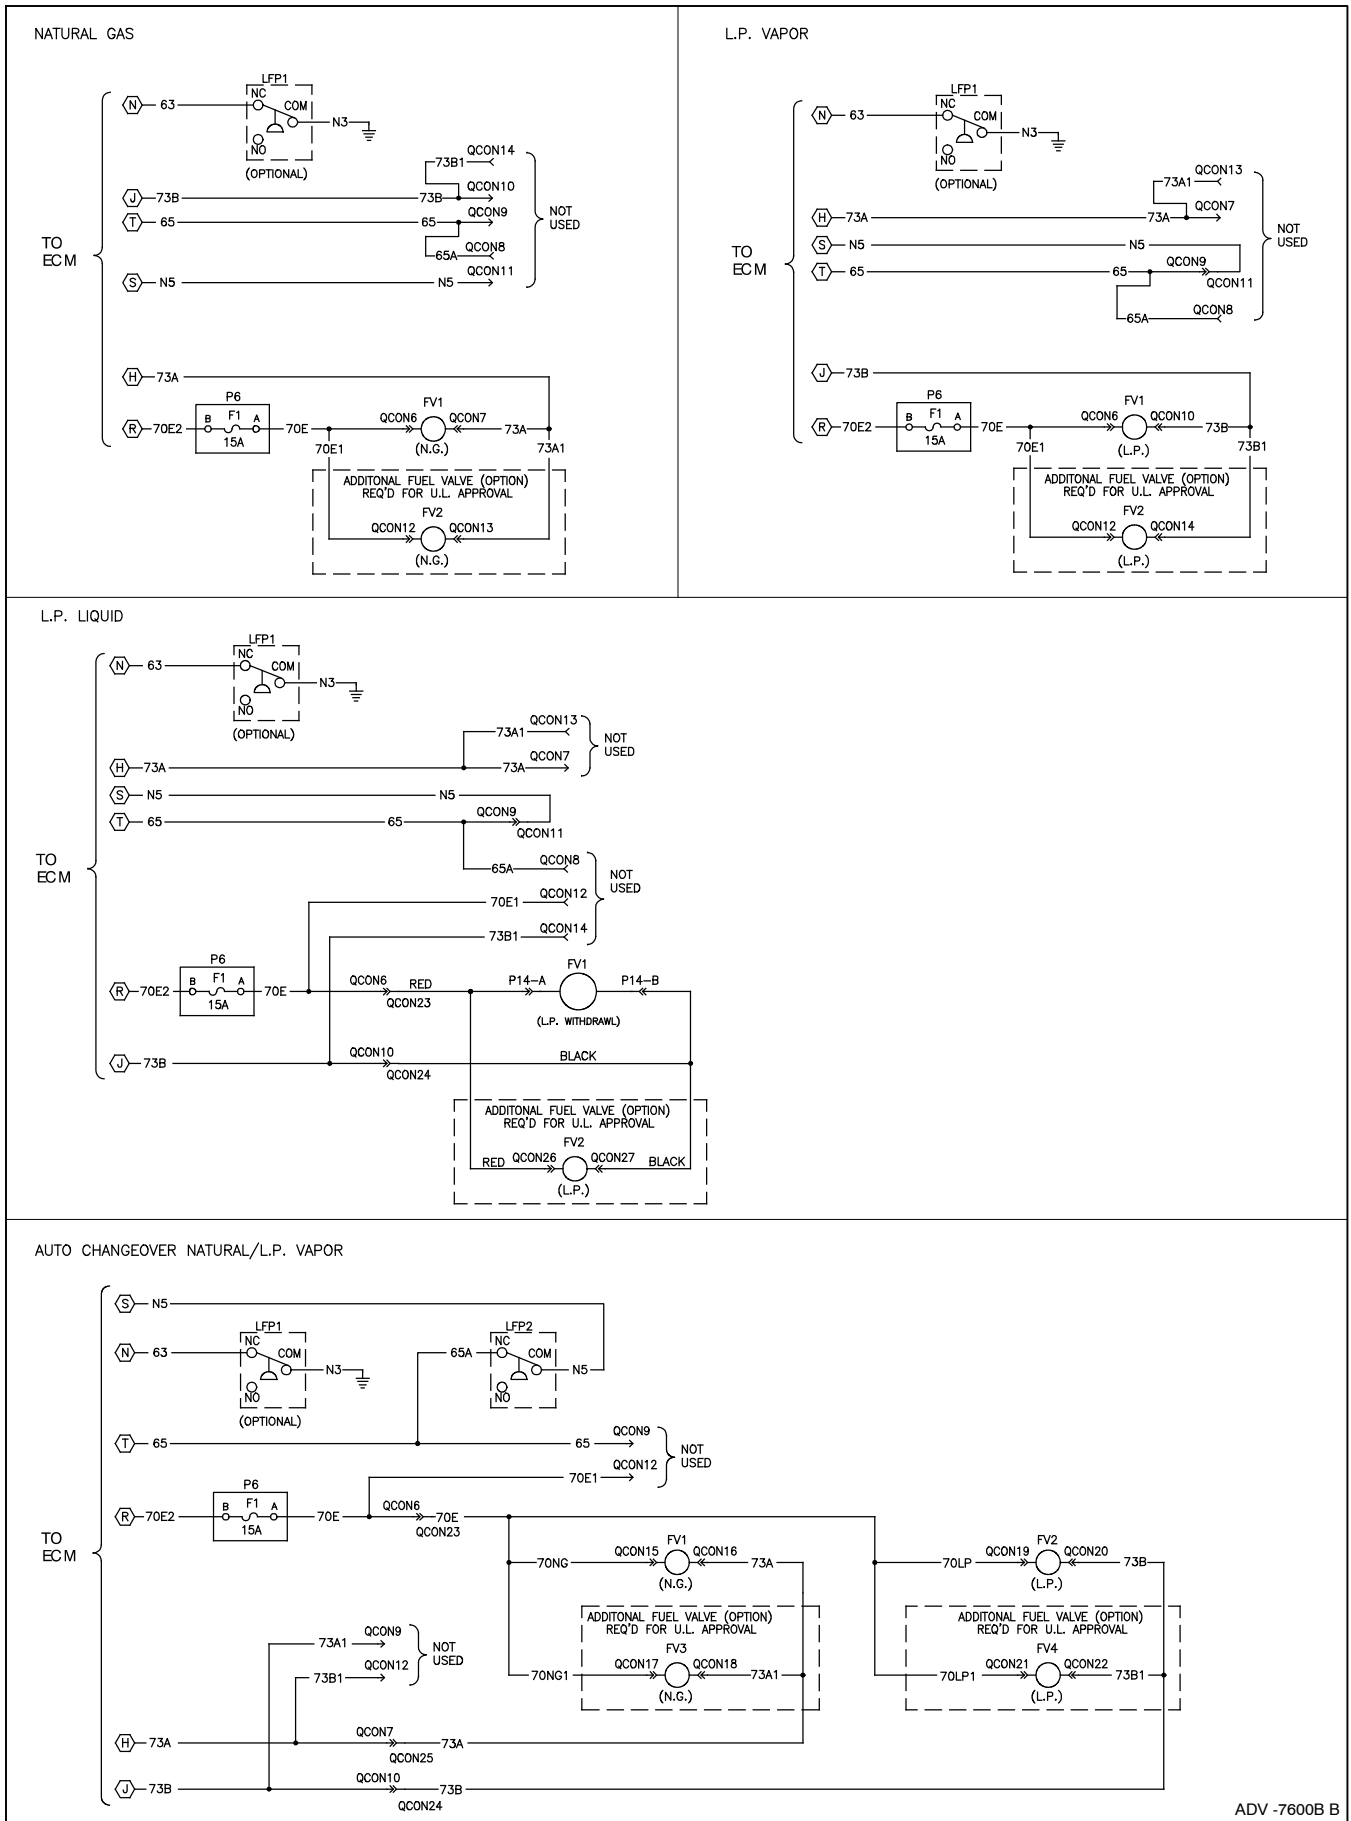 NATURAL GAS
LFP1
NC
COM
NO
(OPTIONAL)
N
63
N3
QCON14
73B1
QCON10
J
73B
73B
QCON9
T
65
65
QCON8
65A
QCON11
S
N5
N5
NOT
USED
TO
ECM
H
73A
P6
B
F1
A
15A
R
70E2
70E
70E1
FV1
QCON6
QCON7
(N.G.)
73A
73A1
ADDITONAL FUEL VALVE (OPTION)
REQ'D FOR U.L. APPROVAL
FV2
QCON12
QCON13
(N.G.)
L.P. VAPOR
LFP1
NC
COM
NO
(OPTIONAL)
N
63
N3
QCON13
73A1
QCON7
H
73A
73A
S
N5
N5
T
65
65
QCON9
QCON11
QCON8
65A
NOT
USED
TO
ECM
J
73B
P6
B
F1
A
15A
R
70E2
70E
70E1
FV1
QCON6
QCON10
(L.P.)
73B
73B1
ADDITONAL FUEL VALVE (OPTION)
REQ'D FOR U.L. APPROVAL
FV2
QCON12
QCON14
(L.P.)
L.P. LIQUID
LFP1
NC
COM
NO
(OPTIONAL)
N
63
N3
QCON13
73A1
QCON7
H
73A
73A
NOT
USED
S
N5
N5
T
65
65
QCON9
QCON11
QCON8
65A
QCON12
70E1
QCON14
73B1
NOT
USED
TO
ECM
P6
B
F1
A
15A
R
70E2
70E
QCON6
RED
QCON23
P14-A
FV1
P14-B
(L.P. WITHDRAWL)
J
73B
QCON10
QCON24
BLACK
ADDITONAL FUEL VALVE (OPTION)
REQ'D FOR U.L. APPROVAL
FV2
RED
QCON26
QCON27
BLACK
(L.P.)
AUTO CHANGEOVER NATURAL/L.P. VAPOR
S
N5
LFP1
NC
COM
NO
(OPTIONAL)
N
63
N3
LFP2
NC
COM
NO
65A
N5
T
65
65
QCON9
QCON12
70E1
NOT
USED
P6
B
F1
A
15A
R
70E2
70E
QCON6
70E
QCON23
TO
ECM
70NG
QCON15
FV1
QCON16
73A
(N.G.)
70LP
QCON19
FV2
QCON20
73B
(L.P.)
ADDITONAL FUEL VALVE (OPTION)
REQ'D FOR U.L. APPROVAL
FV3
70NG1
QCON17
QCON18
73A1
(N.G.)
ADDITONAL FUEL VALVE (OPTION)
REQ'D FOR U.L. APPROVAL
FV4
70LP1
QCON21
QCON22
73B1
(L.P.)
73A1
QCON9
73B1
QCON12
NOT
USED
H
73A
QCON7
73A
QCON25
J
73B
QCON10
73B
QCON24
ADV -7600B B